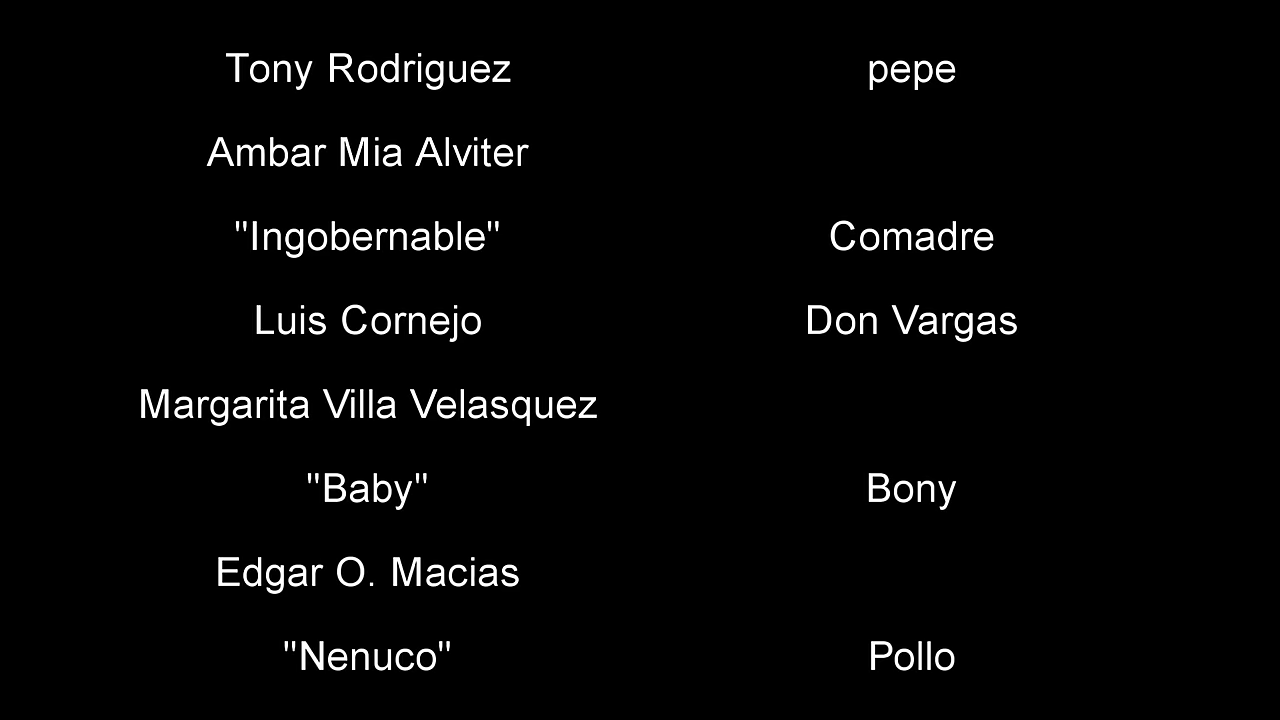 Tony Rodriguez pepe
Ambar Mia Alviter
"Ingobernable" Comadre
Luis Cornejo Don Vargas
Margarita Villa Velasquez
"Baby" Bony
Edgar O. Macias
"Nenuco" Pollo